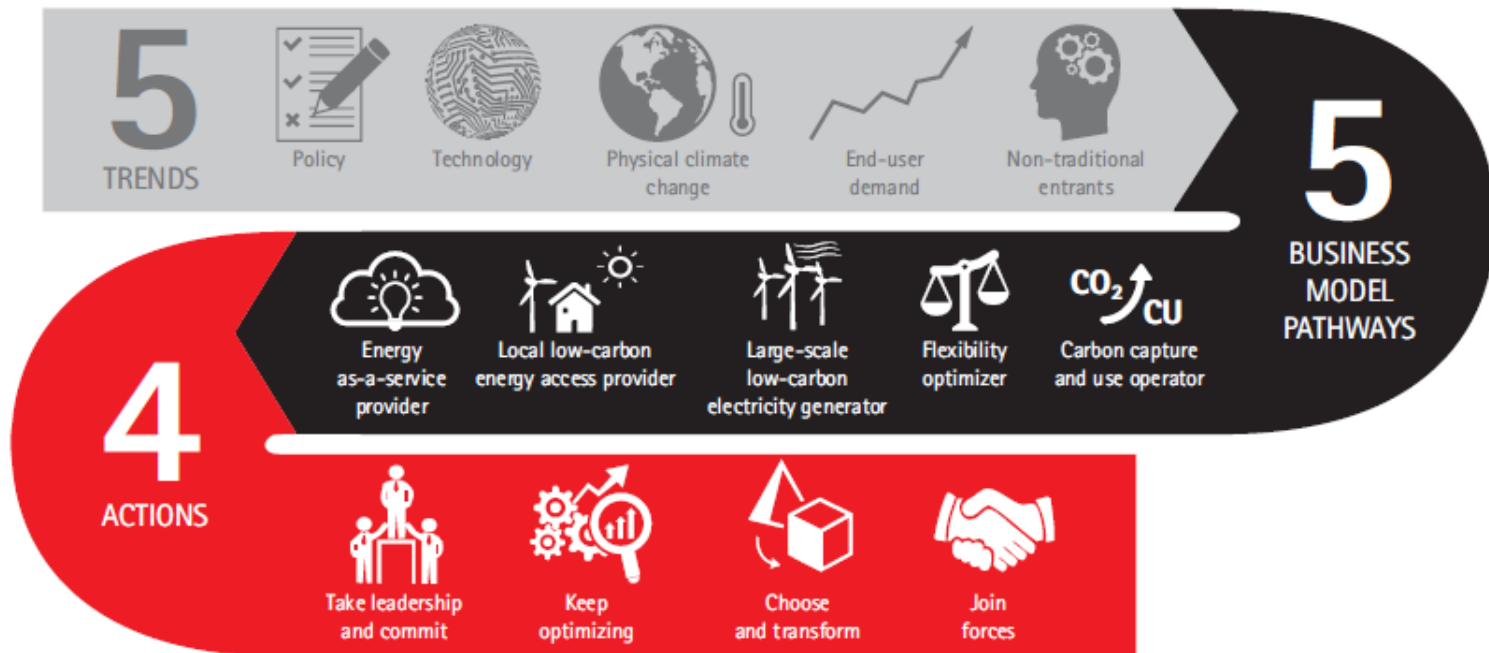 5
TRENDS
Policy
Technology
Physical climate
change
End-user
demand
Non-traditional
entrants
5
BUSINESS
MODEL
PATHWAYS
Energy
as-a-service
provider
Local low-carbon
energy access provider
Large-scale
low-carbon
electricity generator
Flexibility
optimizer
CO₂
CU
Carbon capture
and use operator
4
ACTIONS
Take leadership
and commit
Keep
optimizing
Choose
and transform
Join
forces